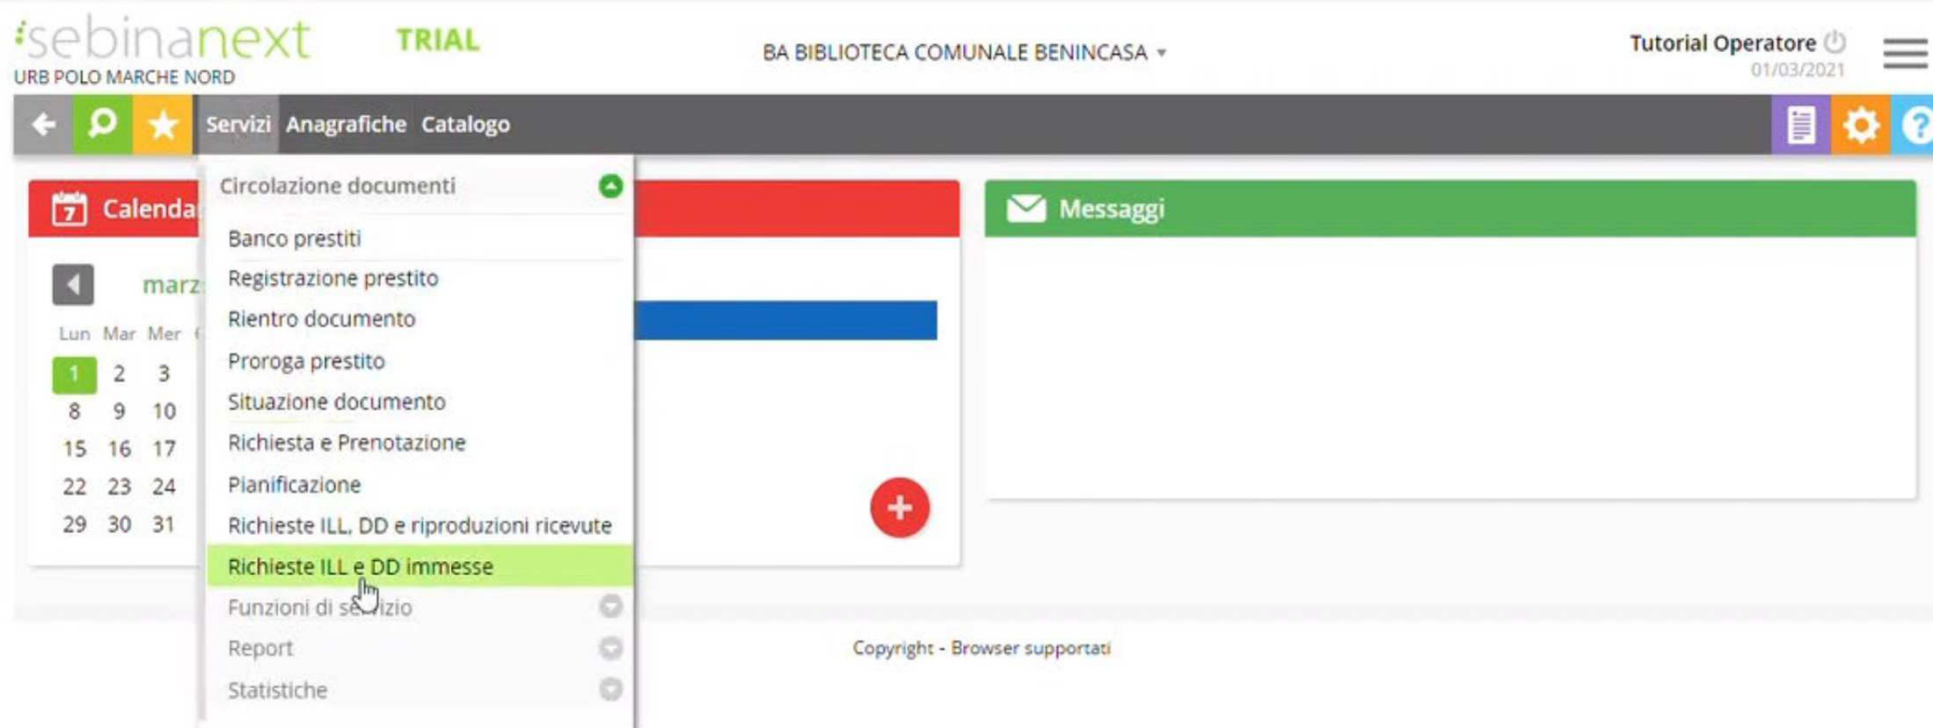 sebinanext
TRIAL
URB POLO MARCHE NORD
BA BIBLIOTECA COMUNALE BENINCASA
Tutorial Operatore
01/03/2021
Servizi Anagrafiche Catalogo
?
Circolazione documenti
Banco prestiti
Registrazione prestito
Rientro documento
Proroga prestito
Situazione documento
Richiesta e Prenotazione
Pianificazione
Richieste ILL, DD e riproduzioni ricevute
Richieste ILL e DD immesse
Funzioni di servizio
Report
Statistiche
7
Calenda
marz
Lun Mar Mer
1 2 3
8 9 10
15 16 17
22 23 24
29 30 31
+
Messaggi
Copyright - Browser supportati